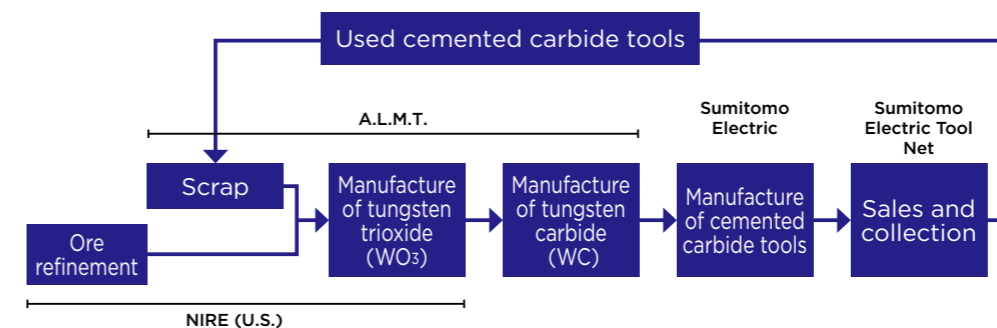 Used cemented carbide tools
A.L.M.T.
Sumitomo
Electric
Sumitomo
Electric Tool
Net
Scrap
Ore
refinement
Manufacture
of tungsten
trioxide
(WO3)
Manufacture
of tungsten
carbide
(WC)
Manufacture
of cemented
carbide tools
Sales and
collection
NIRE (U.S.)